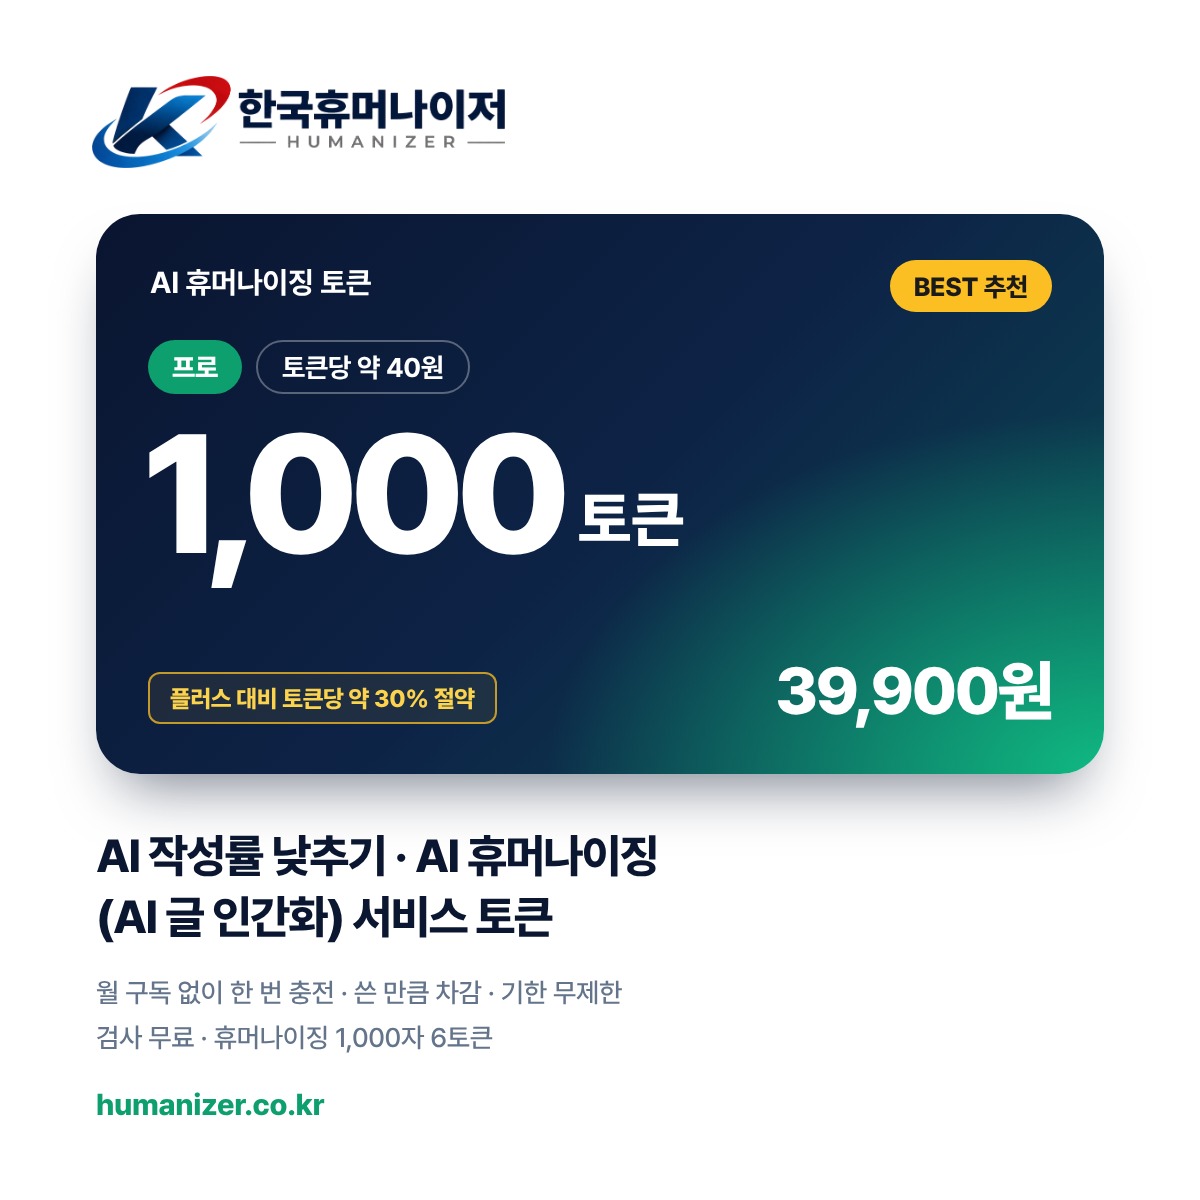 한국휴머나이저
HUMANIZER
AI 휴머나이징 토큰
BEST 추천
프로
토큰당 약 40원
1,000 토큰
플러스 대비 토큰당 약 30% 절약
39,900원
AI 작성률 낮추기 · AI 휴머나이징
(AI 글 인간화) 서비스 토큰
월 구독 없이 한 번 충전 · 쓴 만큼 차감 · 기한 무제한
검사 무료 · 휴머나이징 1,000자 6토큰
humanizer.co.kr